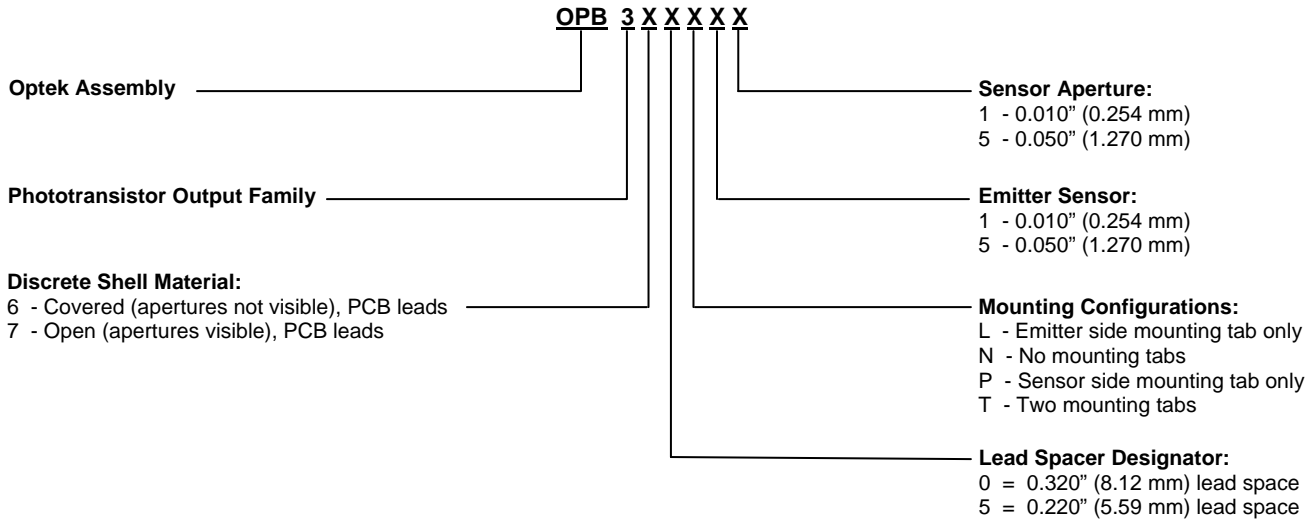 OPB 3 X X X X X
Optek Assembly
Phototransistor Output Family
Discrete Shell Material:
6 - Covered (apertures not visible), PCB leads
7 - Open (apertures visible), PCB leads
Sensor Aperture:
1 - 0.010” (0.254 mm)
5 - 0.050” (1.270 mm)
Emitter Sensor:
1 - 0.010” (0.254 mm)
5 - 0.050” (1.270 mm)
Mounting Configurations:
L - Emitter side mounting tab only
N - No mounting tabs
P - Sensor side mounting tab only
T - Two mounting tabs
Lead Spacer Designator:
0 = 0.320” (8.12 mm) lead space
5 = 0.220” (5.59 mm) lead space